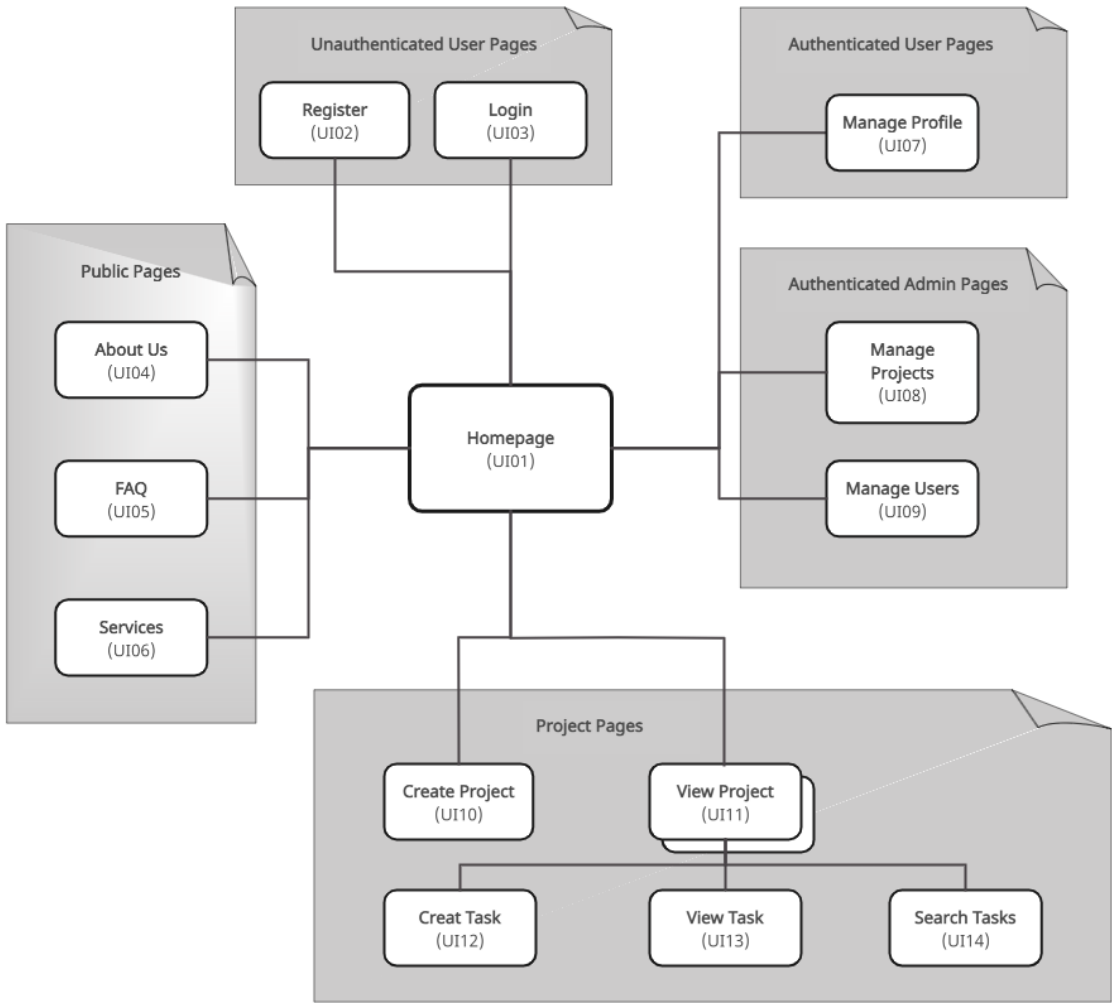 Unauthenticated User Pages
Register
(UI02)
Login
(UI03)
Authenticated User Pages
Manage Profile
(UI07)
Public Pages
About Us
(UI04)
FAQ
(UI05)
Services
(UI06)
Homepage
(UI01)
Authenticated Admin Pages
Manage
Projects
(UI08)
Manage Users
(UI09)
Project Pages
Create Project
(UI10)
View Project
(UI11)
Creat Task
(UI12)
View Task
(UI13)
Search Tasks
(UI14)